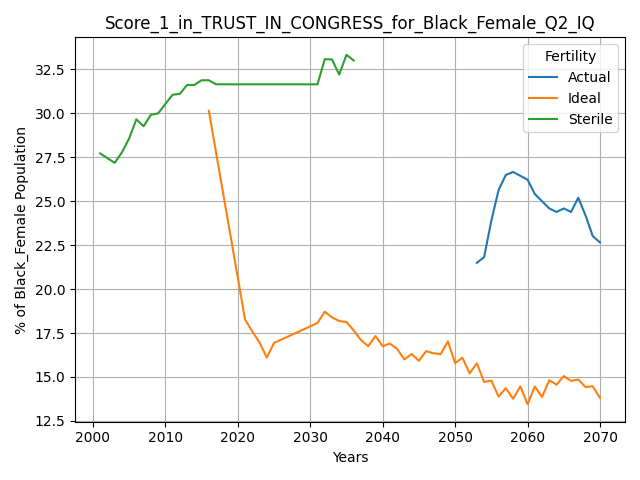 Score_1_in_TRUST_IN_CONGRESS_for_Black_Female_Q2_IQ
Fertility
Actual
Ideal
Sterile
% of Black_Female Population
32.5
30.0
27.5
25.0
22.5
20.0
17.5
15.0
12.5
2000 2010 2020 2030 2040 2050 2060 2070
Years